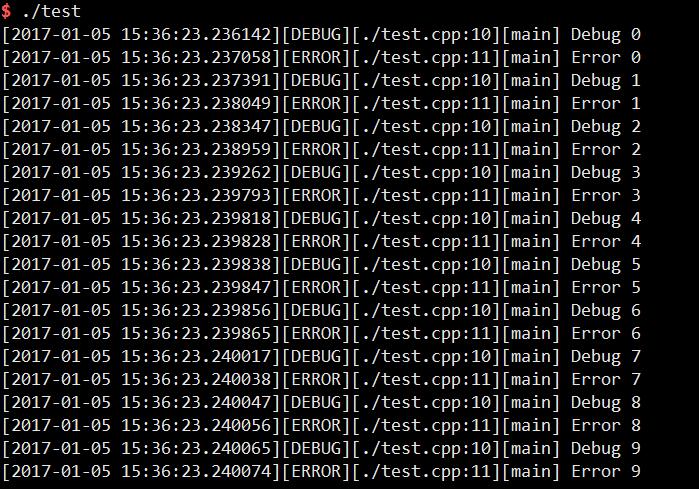 $ ./test
[2017-01-05 15:36:23.236142][DEBUG][./test.cpp:10][main] Debug 0
[2017-01-05 15:36:23.237058][ERROR][./test.cpp:11][main] Error 0
[2017-01-05 15:36:23.237391][DEBUG][./test.cpp:10][main] Debug 1
[2017-01-05 15:36:23.238049][ERROR][./test.cpp:11][main] Error 1
[2017-01-05 15:36:23.238347][DEBUG][./test.cpp:10][main] Debug 2
[2017-01-05 15:36:23.238959][ERROR][./test.cpp:11][main] Error 2
[2017-01-05 15:36:23.239262][DEBUG][./test.cpp:10][main] Debug 3
[2017-01-05 15:36:23.239793][ERROR][./test.cpp:11][main] Error 3
[2017-01-05 15:36:23.239818][DEBUG][./test.cpp:10][main] Debug 4
[2017-01-05 15:36:23.239828][ERROR][./test.cpp:11][main] Error 4
[2017-01-05 15:36:23.239838][DEBUG][./test.cpp:10][main] Debug 5
[2017-01-05 15:36:23.239847][ERROR][./test.cpp:11][main] Error 5
[2017-01-05 15:36:23.239856][DEBUG][./test.cpp:10][main] Debug 6
[2017-01-05 15:36:23.239865][ERROR][./test.cpp:11][main] Error 6
[2017-01-05 15:36:23.240017][DEBUG][./test.cpp:10][main] Debug 7
[2017-01-05 15:36:23.240038][ERROR][./test.cpp:11][main] Error 7
[2017-01-05 15:36:23.240047][DEBUG][./test.cpp:10][main] Debug 8
[2017-01-05 15:36:23.240056][ERROR][./test.cpp:11][main] Error 8
[2017-01-05 15:36:23.240065][DEBUG][./test.cpp:10][main] Debug 9
[2017-01-05 15:36:23.240074][ERROR][./test.cpp:11][main] Error 9